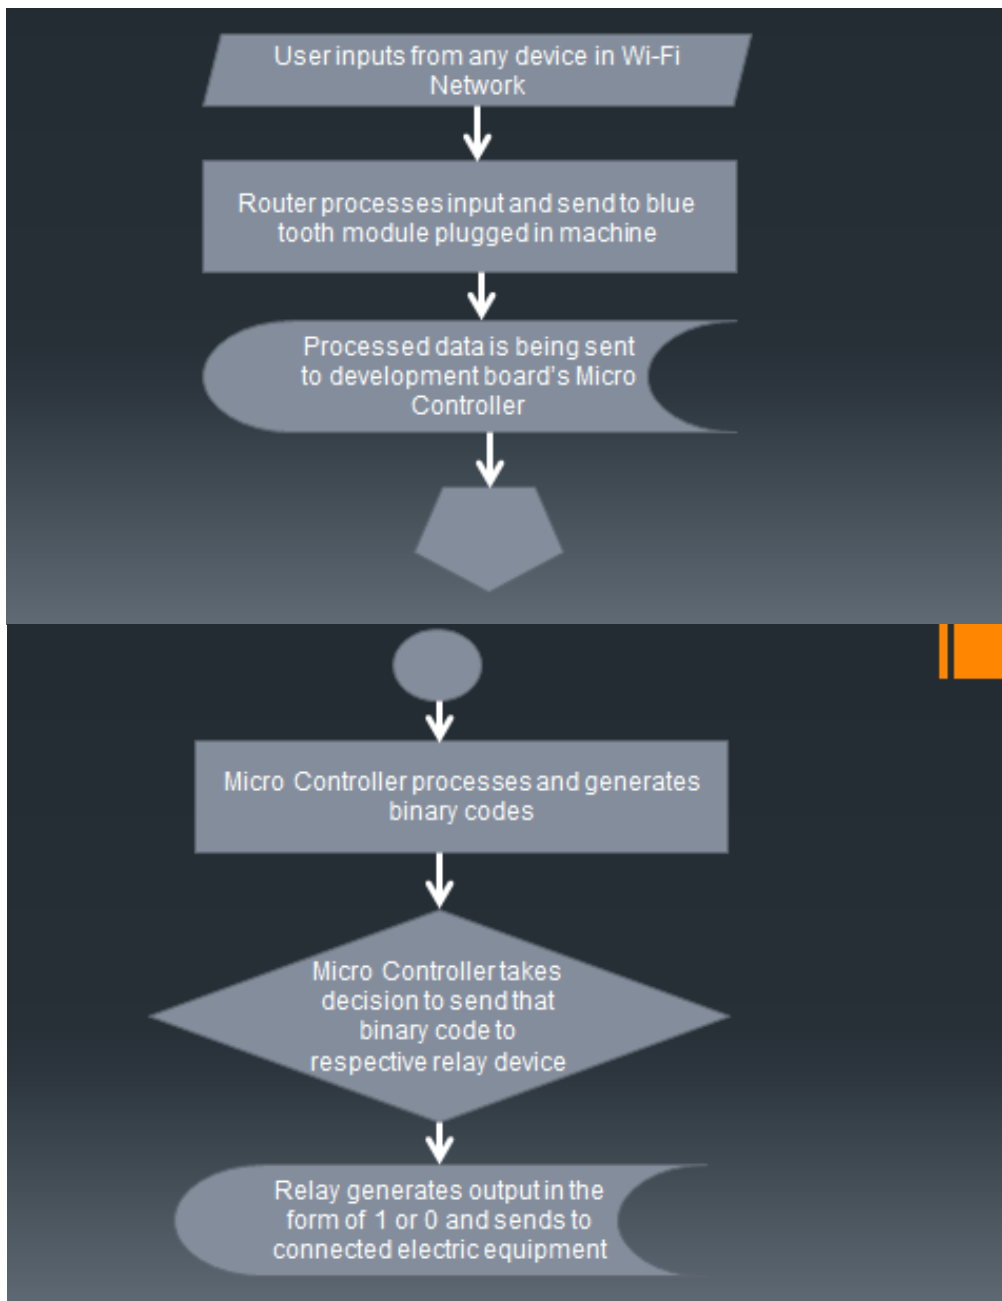 User inputs from any device in Wi-Fi
Network
Router processes input and send to blue
tooth module plugged in machine
Processed data is being sent
to development board's Micro
Controller
Micro Controller processes and generates
binary codes
Micro Controller takes
decision to send that
binary code to
respective relay device
Relay generates output in the
form of 1 or 0 and sends to
connected electric equipment